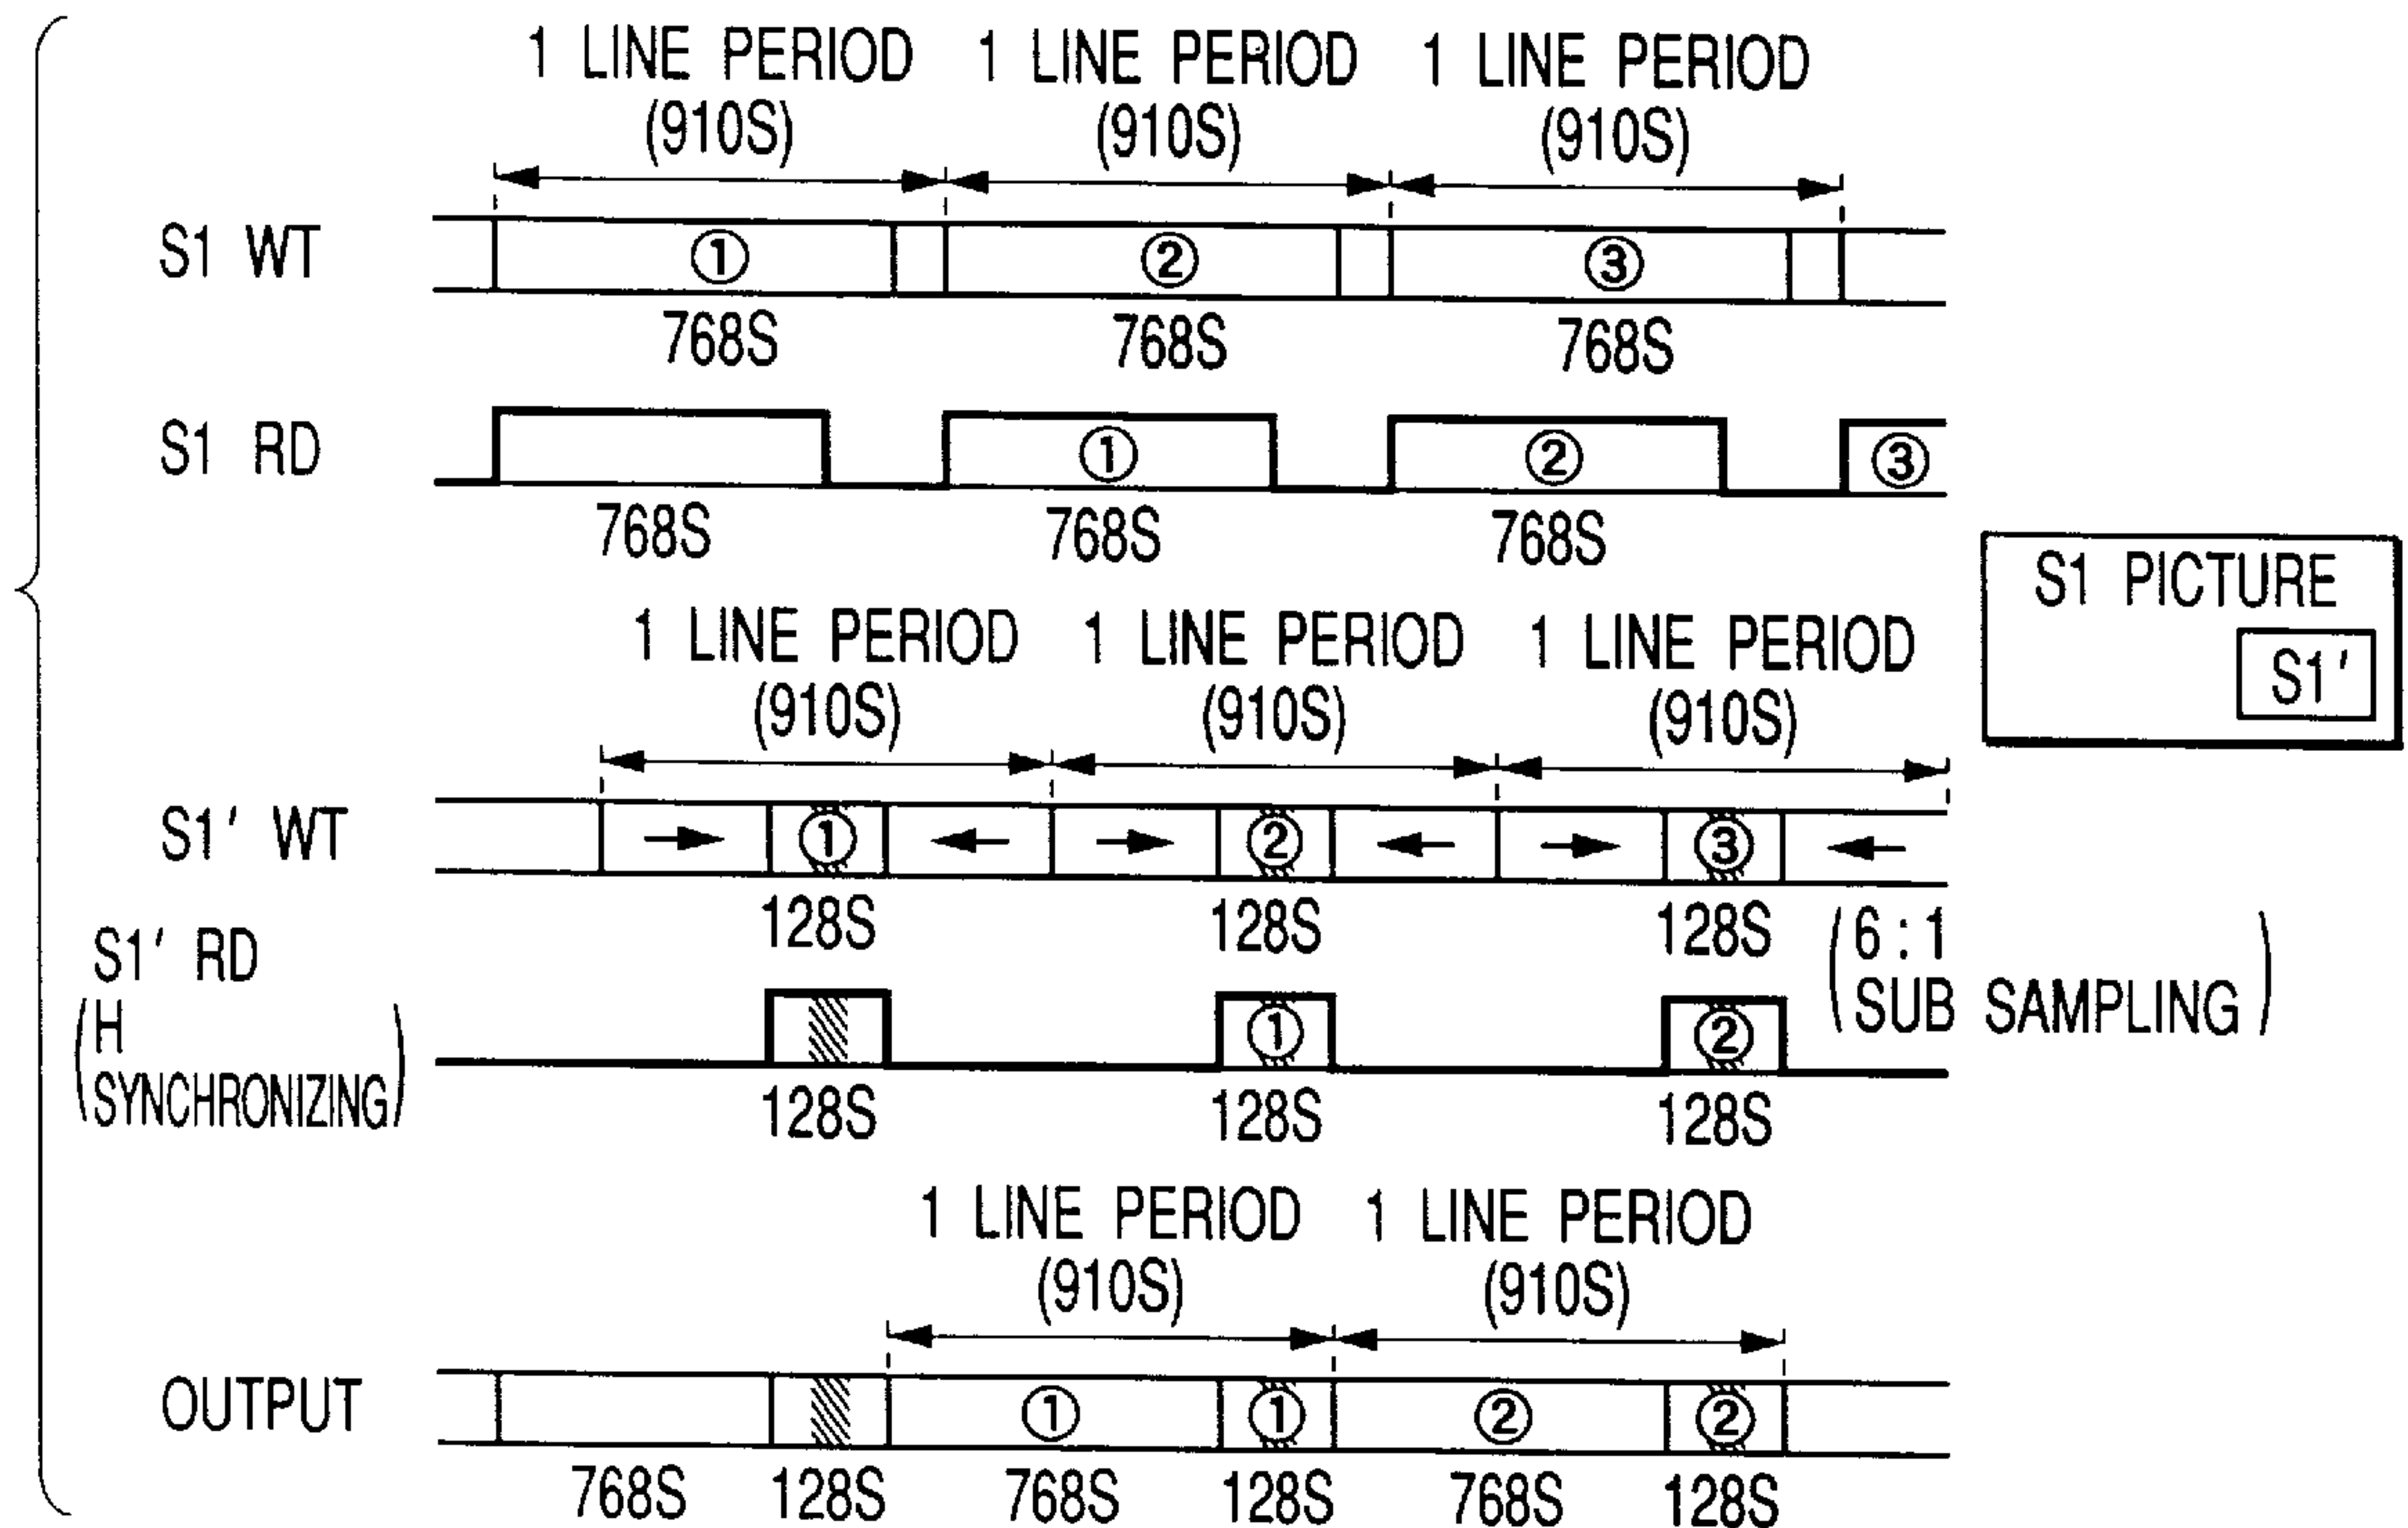 1 LINE PERIOD 1 LINE PERIOD 1 LINE PERIOD
(910S) (910S) (910S)
S1 WT ① ② ③
768S 768S 768S
S1 RD ① ② ③
768S 768S 768S
S1 PICTURE
S1'
1 LINE PERIOD 1 LINE PERIOD 1 LINE PERIOD
(910S) (910S) (910S)
S1' WT ① ② ③
128S 128S 128S
(6:1
SUB SAMPLING)
S1' RD
(H
SYNCHRONIZING)
① ②
128S 128S 128S
1 LINE PERIOD 1 LINE PERIOD
(910S) (910S)
OUTPUT ① ① ② ②
768S 128S 768S 128S 768S 128S